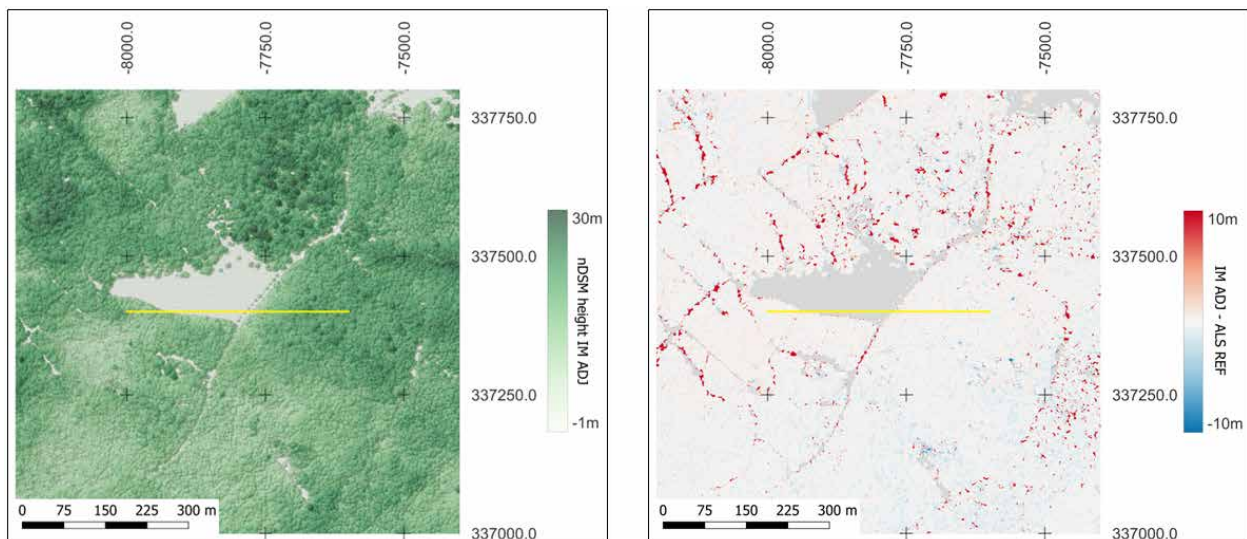 -8000.0
-7750.0
-7500.0
337750.0
337500.0
337250.0
337000.0
30m
nDSM height IM ADJ
-1m
0 75 150 225 300 m
-8000.0
-7750.0
-7500.0
337750.0
337500.0
337250.0
337000.0
10m
IM ADJ - ALS REF
-10m
0 75 150 225 300 m